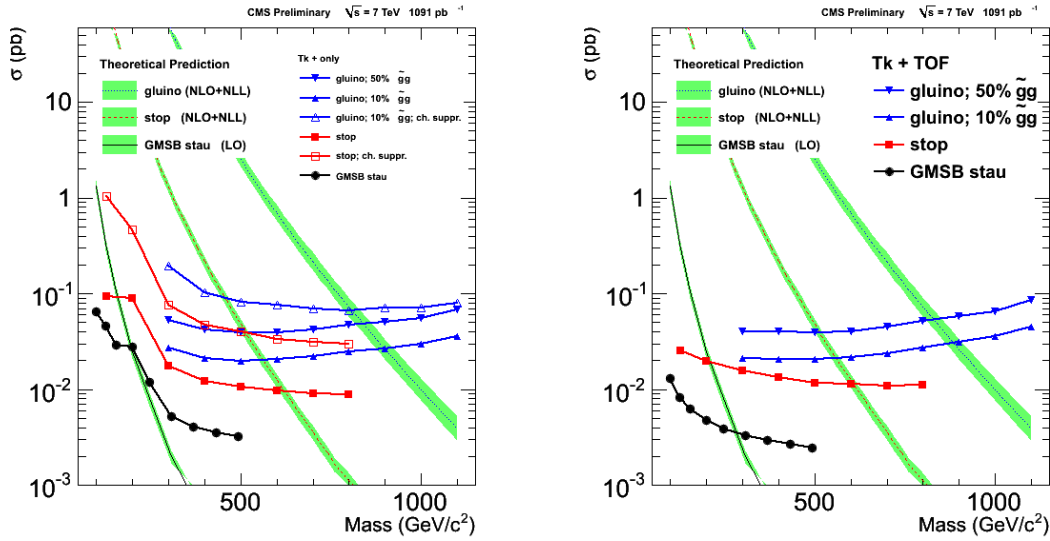 CMS Preliminary √s = 7 TeV 1091 pb⁻¹
σ (pb)
Theoretical Prediction
gluino (NLO+NLL)
stop (NLO+NLL)
GMSB stau (LO)
Tk + only
gluino; 50% g̃g
gluino; 10% g̃g
gluino; 10% g̃g; ch. suppr.
stop
stop; ch. suppr.
GMSB stau
10
1
10⁻¹
10⁻²
10⁻³
500
1000
Mass (GeV/c²)
CMS Preliminary √s = 7 TeV 1091 pb⁻¹
σ (pb)
Theoretical Prediction
gluino (NLO+NLL)
stop (NLO+NLL)
GMSB stau (LO)
Tk + TOF
gluino; 50% g̃g
gluino; 10% g̃g
stop
GMSB stau
10
1
10⁻¹
10⁻²
10⁻³
500
1000
Mass (GeV/c²)